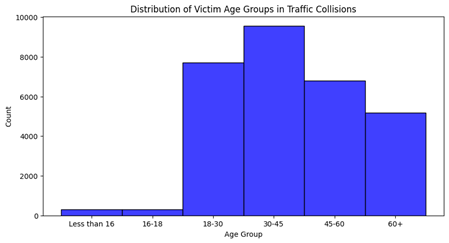 Distribution of Victim Age Groups in Traffic Collisions
10000
8000
6000
4000
2000
0
Count
Less than 16 16-18 18-30 30-45 45-60 60+
Age Group